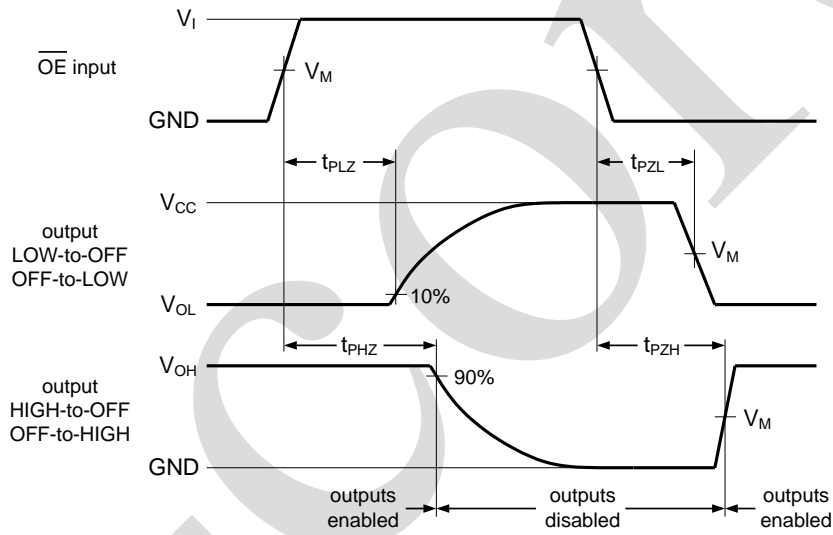 V_I
OE input
V_M
GND
t_PLZ
t_PZL
V_CC
output
LOW-to-OFF
OFF-to-LOW
V_M
10%
V_OL
t_PHZ
t_PZH
V_OH
90%
output
HIGH-to-OFF
OFF-to-HIGH
V_M
GND
outputs
enabled
outputs
disabled
outputs
enabled